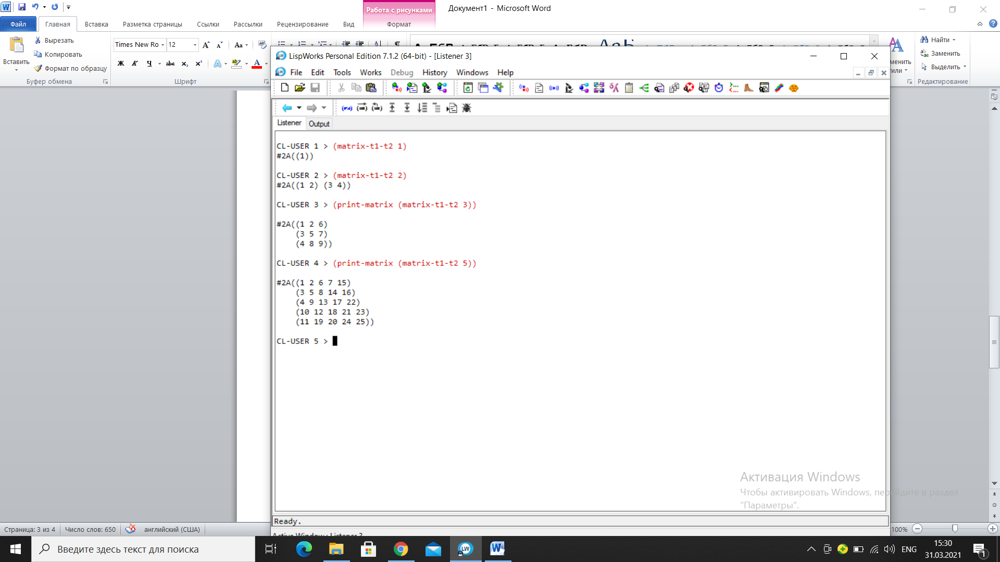 Работа с рисунками
Документ1 - Microsoft Word
Файл
Главная
Вставка
Разметка страницы
Ссылки
Рассылки
Рецензирование
Вид
Формат
Вставить
Вырезать
Копировать
Формат по образцу
Буфер обмена
Times New Ro
12
Шрифт
Найти
Заменить
Выделить
Редактирование
LispWorks Personal Edition 7.1.2 (64-bit) - [Listener 3]
File Edit Tools Works Debug History Windows Help
Listener
Output
CL-USER 1 > (matrix-t1-t2 1)
#2A((1))
CL-USER 2 > (matrix-t1-t2 2)
#2A((1 2) (3 4))
CL-USER 3 > (print-matrix (matrix-t1-t2 3))
#2A((1 2 6)
(3 5 7)
(4 8 9))
CL-USER 4 > (print-matrix (matrix-t1-t2 5))
#2A((1 2 6 7 15)
(3 5 8 14 16)
(4 9 13 17 22)
(10 12 18 21 23)
(11 19 20 24 25))
CL-USER 5 >
Активация Windows
Чтобы активировать Windows, перейдите в раздел
"Параметры".
Ready.
Active Window: Listener 3
Страница: 3 из 4
Число слов: 650
английский (США)
100%
Введите здесь текст для поиска
ENG
15:30
31.03.2021
1